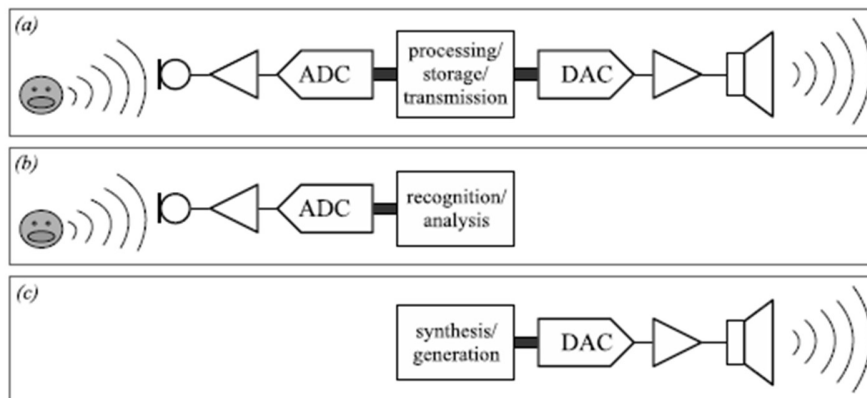 (a)
ADC
processing/
storage/
transmission
DAC
(b)
ADC
recognition/
analysis
(c)
synthesis/
generation
DAC